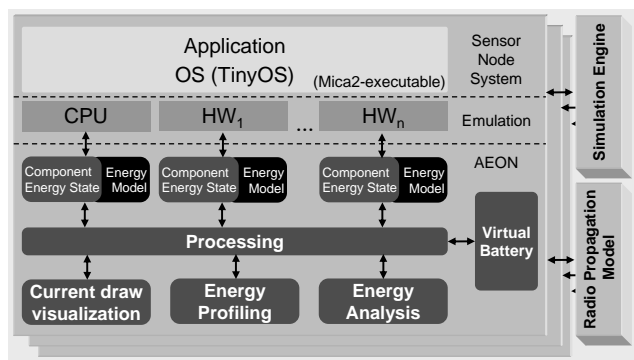 Application
OS (TinyOS)
(Mica2-executable)
Sensor
Node
System
CPU
HW1
...
HWn
Emulation
AEON
Component
Energy State
Energy
Model
Component
Energy State
Energy
Model
Component
Energy State
Energy
Model
Processing
Virtual
Battery
Current draw
visualization
Energy
Profiling
Energy
Analysis
Simulation Engine
Radio Propagation
Model